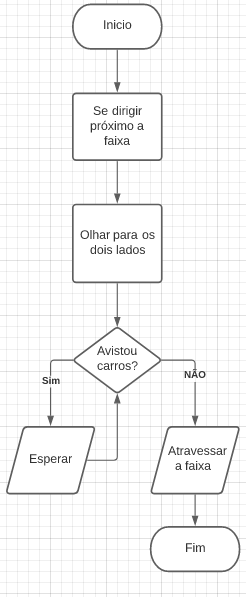 Inicio
Se dirigir
próximo a
faixa
Olhar para os
dois lados
Avistou
carros?
Sim
NÃO
Esperar
Atravessar
a faixa
Fim